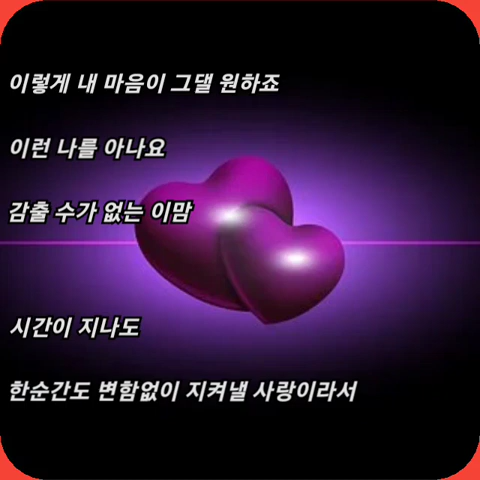 이렇게 내 마음이 그댈 원하죠
이런 나를 아나요
감출 수가 없는 이맘
시간이 지나도
한순간도 변함없이 지켜낼 사랑이라서